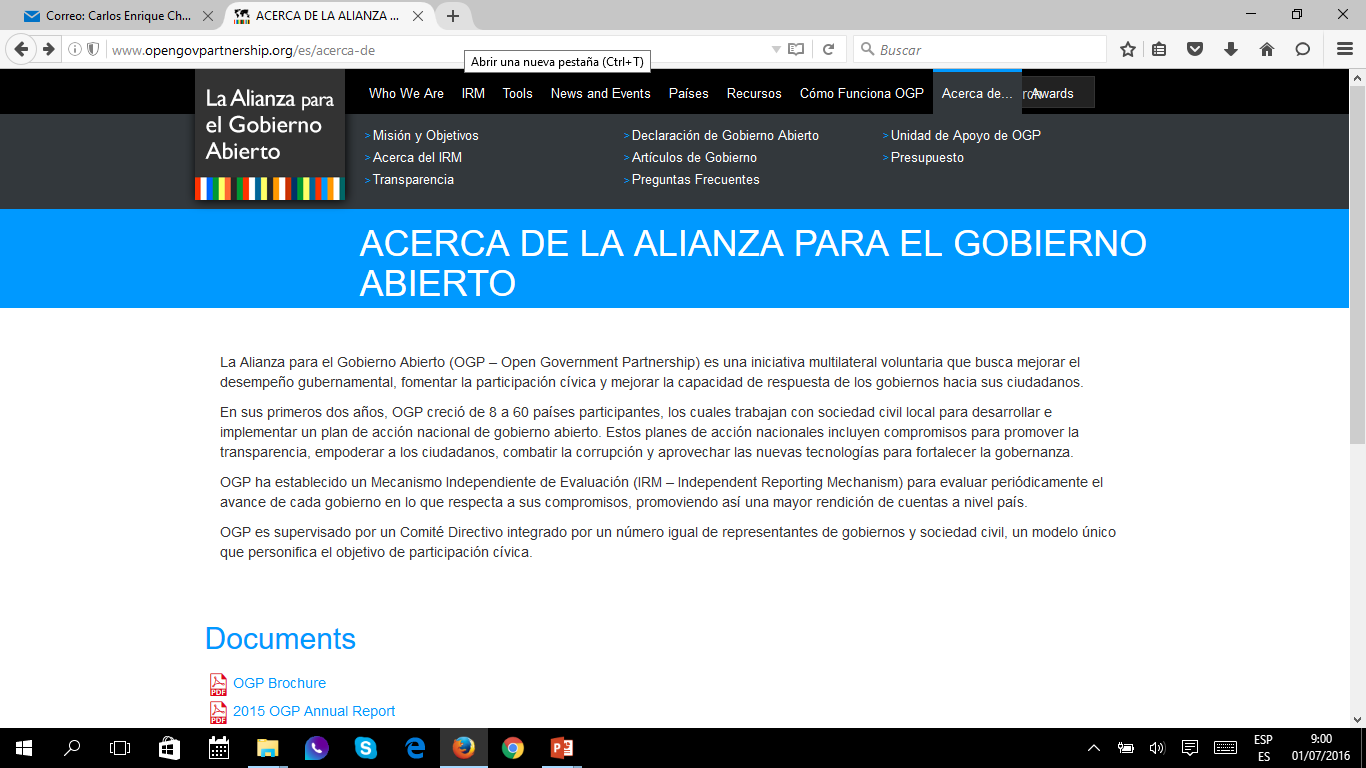 Correo: Carlos Enrique Ch...
ACERCA DE LA ALIANZA ...
www.opengovpartnership.org/es/acerca-de
Buscar
Abrir una nueva pestaña (Ctrl+T)
La Alianza para
el Gobierno
Abierto
Who We Are
IRM
Tools
News and Events
Países
Recursos
Cómo Funciona OGP
Acerca de...
Awards
> Misión y Objetivos
> Declaración de Gobierno Abierto
> Unidad de Apoyo de OGP
> Acerca del IRM
> Artículos de Gobierno
> Presupuesto
> Transparencia
> Preguntas Frecuentes
ACERCA DE LA ALIANZA PARA EL GOBIERNO
ABIERTO
La Alianza para el Gobierno Abierto (OGP – Open Government Partnership) es una iniciativa multilateral voluntaria que busca mejorar el
desempeño gubernamental, fomentar la participación cívica y mejorar la capacidad de respuesta de los gobiernos hacia sus ciudadanos.
En sus primeros dos años, OGP creció de 8 a 60 países participantes, los cuales trabajan con sociedad civil local para desarrollar e
implementar un plan de acción nacional de gobierno abierto. Estos planes de acción nacionales incluyen compromisos para promover la
transparencia, empoderar a los ciudadanos, combatir la corrupción y aprovechar las nuevas tecnologías para fortalecer la gobernanza.
OGP ha establecido un Mecanismo Independiente de Evaluación (IRM – Independent Reporting Mechanism) para evaluar periódicamente el
avance de cada gobierno en lo que respecta a sus compromisos, promoviendo así una mayor rendición de cuentas a nivel país.
OGP es supervisado por un Comité Directivo integrado por un número igual de representantes de gobiernos y sociedad civil, un modelo único
que personifica el objetivo de participación cívica.
Documents
PDF OGP Brochure
PDF 2015 OGP Annual Report
ESP
ES
9:00
01/07/2016